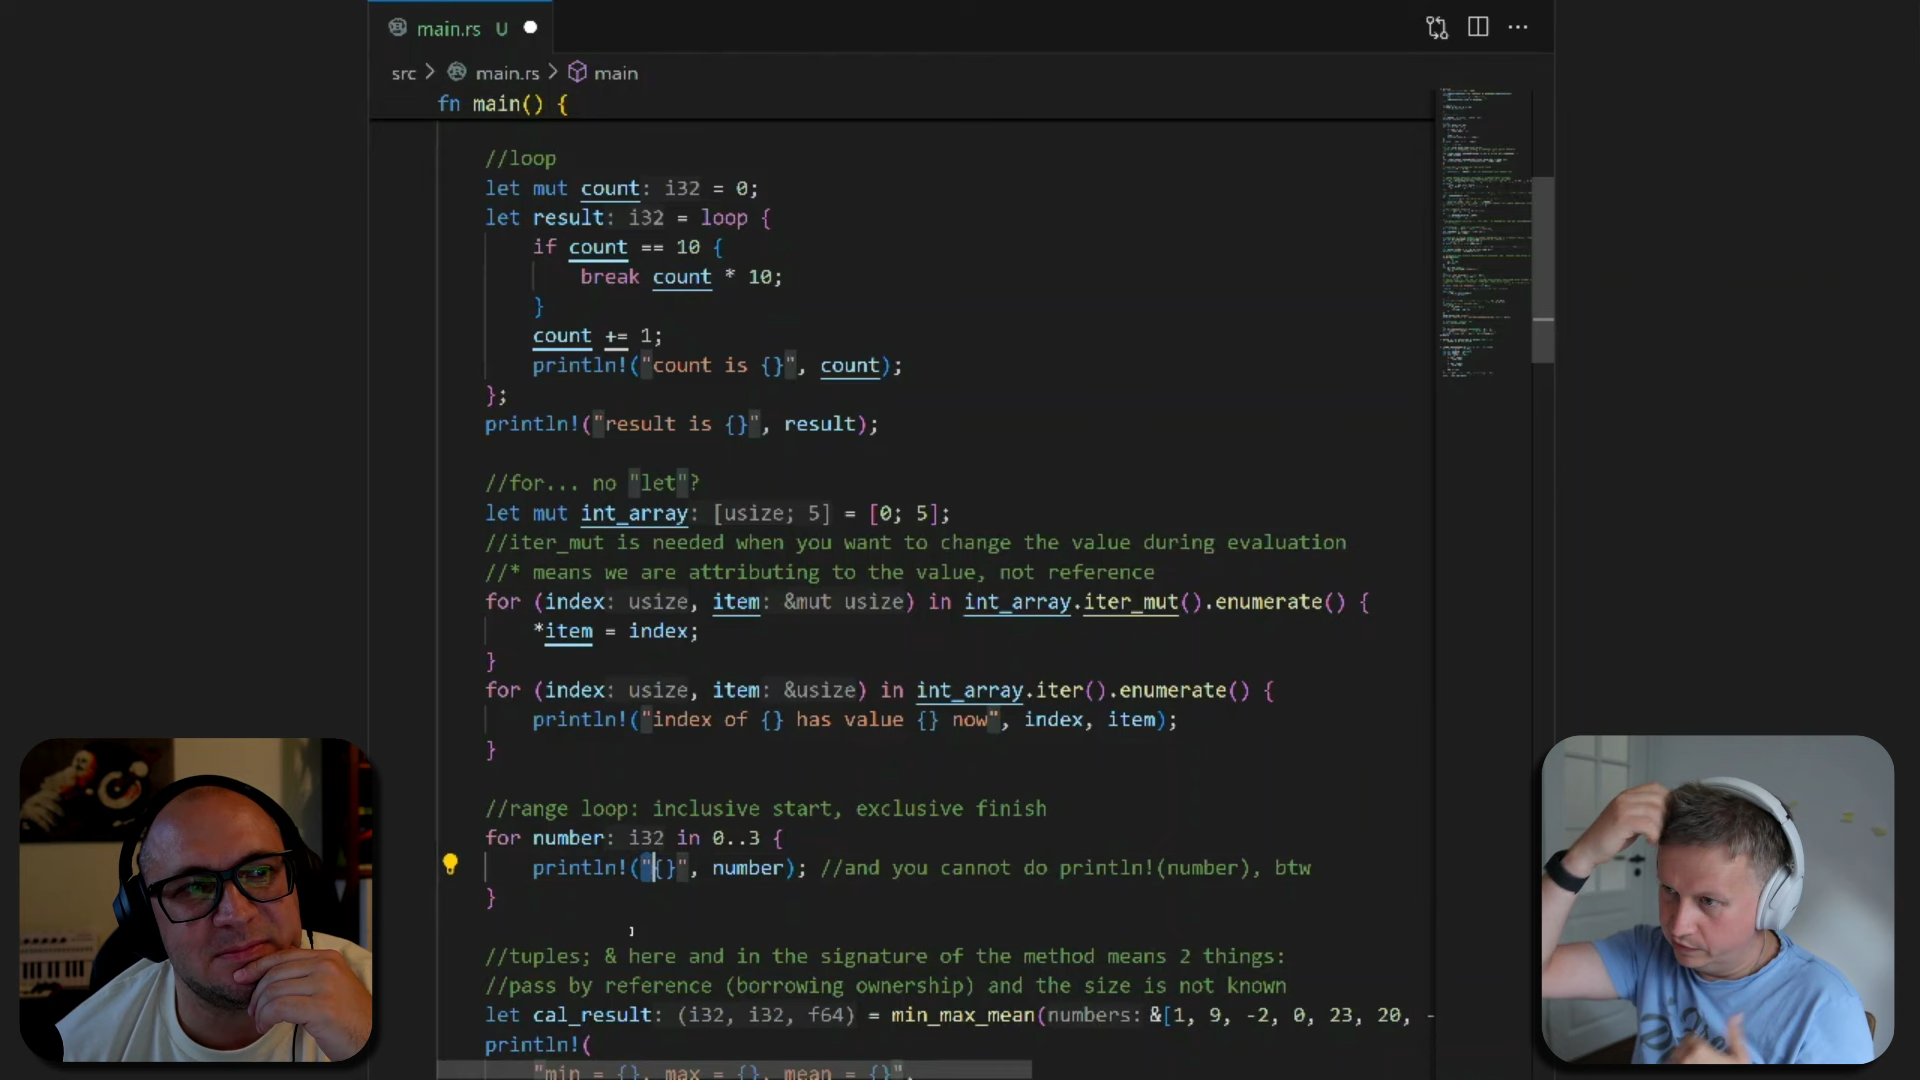 main.rs U
src > main.rs > main
fn main() {
//loop
let mut count: i32 = 0;
let result: i32 = loop {
if count == 10 {
break count * 10;
}
count += 1;
println!("count is {}", count);
};
println!("result is {}", result);
//for... no "let"?
let mut int_array: [usize; 5] = [0; 5];
//iter_mut is needed when you want to change the value during evaluation
//* means we are attributing to the value, not reference
for (index: usize, item: &mut usize) in int_array.iter_mut().enumerate() {
*item = index;
}
for (index: usize, item: &usize) in int_array.iter().enumerate() {
println!("index of {} has value {} now", index, item);
}
//range loop: inclusive start, exclusive finish
for number: i32 in 0..3 {
println!("{}", number); //and you cannot do println!(number), btw
}
//tuples; & here and in the signature of the method means 2 things:
//pass by reference (borrowing ownership) and the size is not known
let cal_result: (i32, i32, f64) = min_max_mean(numbers: &[1, 9, -2, 0, 23, 20, -
println!(
"min = {}, max = {}, mean = {}",